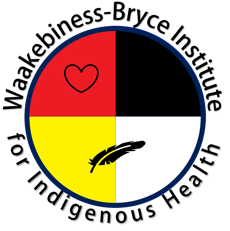 Waakebiness-Bryce Institute
for Indigenous Health